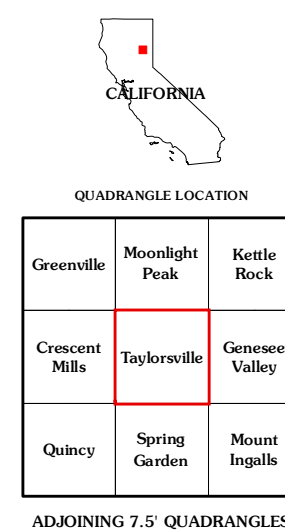 CALIFORNIA
QUADRANGLE LOCATION
Greenville
Moonlight
Peak
Kettle
Rock
Crescent
Mills
Taylorsville
Genesee
Valley
Quincy
Spring
Garden
Mount
Ingalls
ADJOINING 7.5' QUADRANGLES